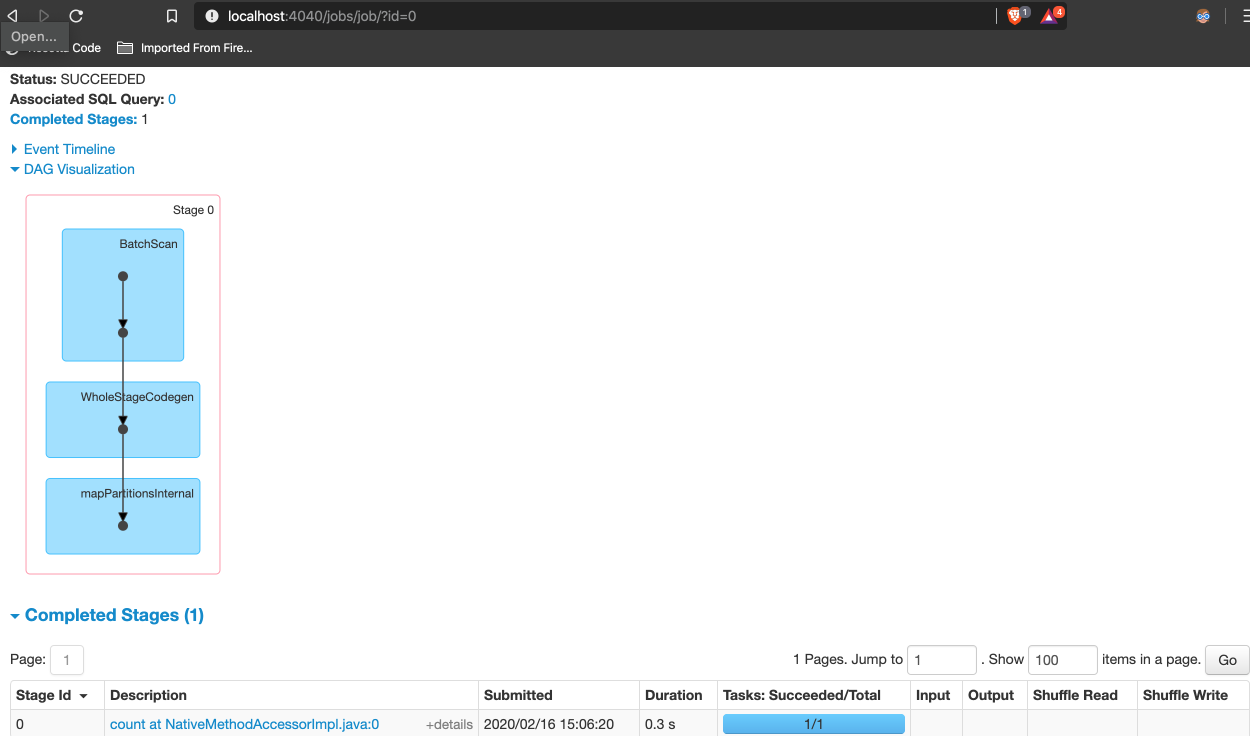 localhost:4040/jobs/job/?id=0
1
4
Open...
Code
Imported From Fire...
Status: SUCCEEDED
Associated SQL Query: 0
Completed Stages: 1
Event Timeline
DAG Visualization
Stage 0
BatchScan
WholeStageCodegen
mapPartitionsInternal
Completed Stages (1)
Page: 1
1 Pages. Jump to 1 . Show 100 items in a page. Go
Stage Id Description Submitted Duration Tasks: Succeeded/Total Input Output Shuffle Read Shuffle Write
0 count at NativeMethodAccessorImpl.java:0 +details 2020/02/16 15:06:20 0.3 s 1/1